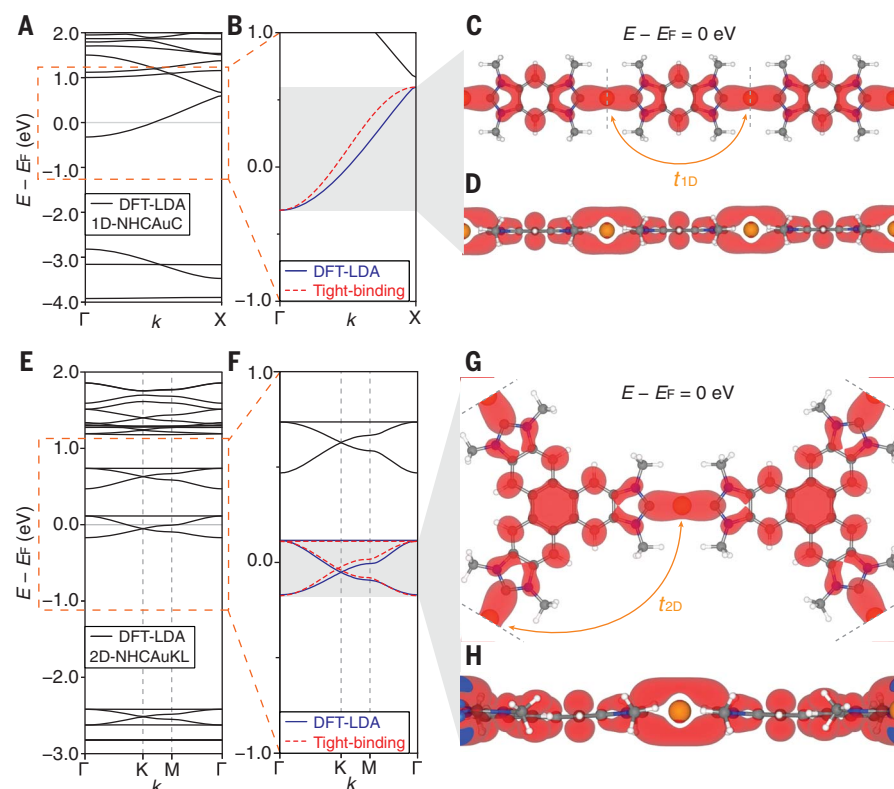 A
2.0
1.0
0.0
−1.0
−2.0
−3.0
−4.0
E − EF (eV)
DFT-LDA
1D-NHCAuC
Γ
k
X
B
1.0
0.0
−1.0
DFT-LDA
Tight-binding
Γ
k
X
C
E − EF = 0 eV
t1D
D
E
2.0
1.0
0.0
−1.0
−2.0
−3.0
E − EF (eV)
DFT-LDA
2D-NHCAuKL
Γ
K
M
Γ
k
F
1.0
0.0
−1.0
DFT-LDA
Tight-binding
Γ
K
M
Γ
k
G
E − EF = 0 eV
t2D
H